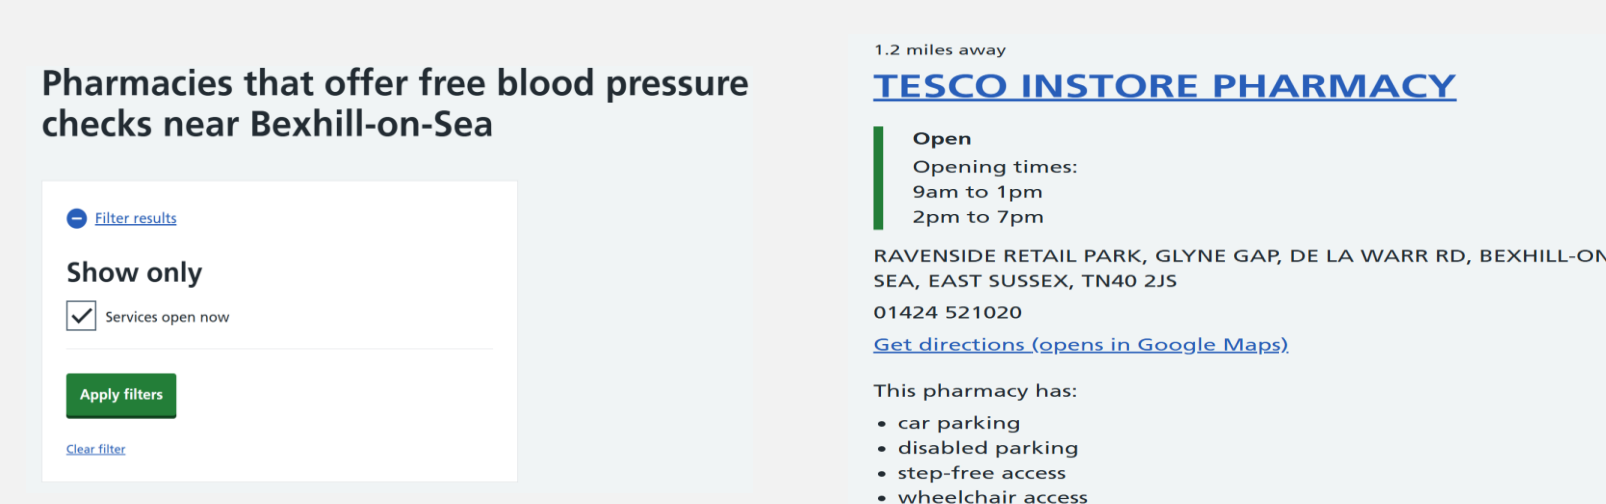 Pharmacies that offer free blood pressure
checks near Bexhill-on-Sea
Filter results
Show only
Services open now
Apply filters
Clear filter
1.2 miles away
TESCO INSTORE PHARMACY
Open
Opening times:
9am to 1pm
2pm to 7pm
RAVENSIDE RETAIL PARK, GLYNE GAP, DE LA WARR RD, BEXHILL-ON
SEA, EAST SUSSEX, TN40 2JS
01424 521020
Get directions (opens in Google Maps)
This pharmacy has:
• car parking
• disabled parking
• step-free access
• wheelchair access